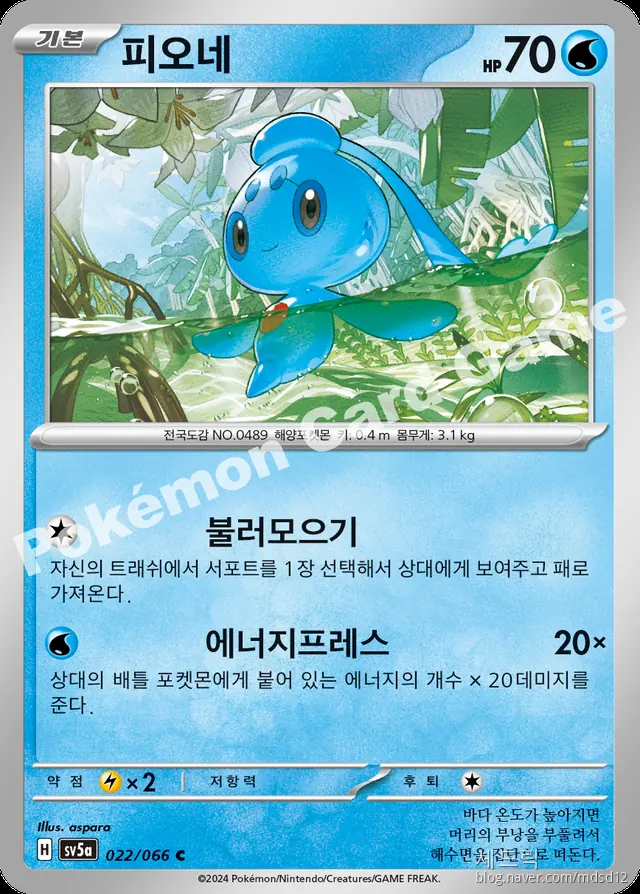 기본 피오네 HP 70
전국도감 NO.0489 해양포켓몬 키: 0.4 m 몸무게: 3.1 kg
불러모으기
자신의 트래쉬에서 서포트를 1장 선택해서 상대에게 보여주고 패로
가져온다.
에너지프레스 20×
상대의 배틀 포켓몬에게 붙어 있는 에너지의 개수 × 20데미지를
준다.
약점 ×2 저항력 후퇴
Illus. aspara
H sv5a 022/066 C
바다 온도가 높아지면
머리의 부낭을 부풀려서
해수면을 집단으로 떠돈다.
©2024 Pokémon/Nintendo/Creatures/GAME FREAK.
Pokémon Card Game
blog.naver.com/mdsd12